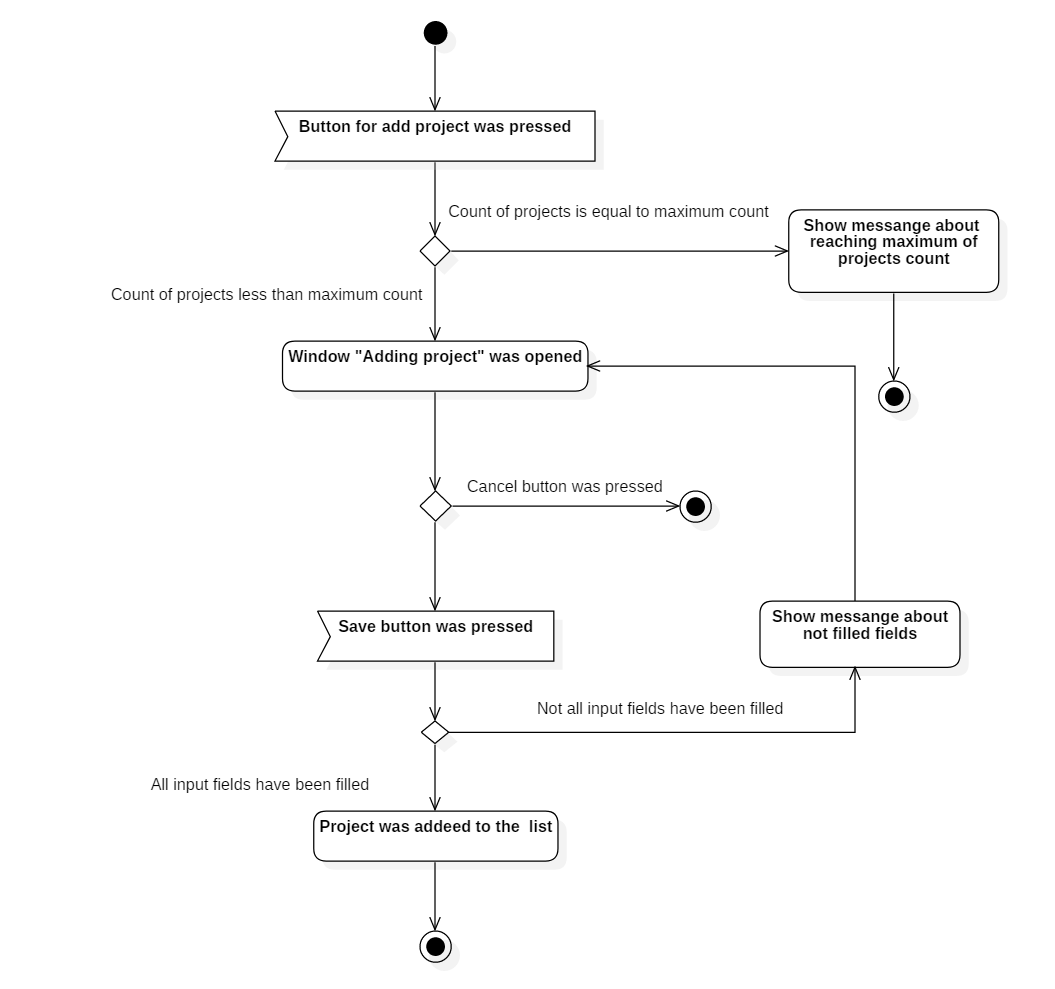 Button for add project was pressed
Count of projects is equal to maximum count
Show messange about
reaching maximum of
projects count
Count of projects less than maximum count
Window "Adding project" was opened
Cancel button was pressed
Save button was pressed
Show messange about
not filled fields
Not all input fields have been filled
All input fields have been filled
Project was addeed to the  list